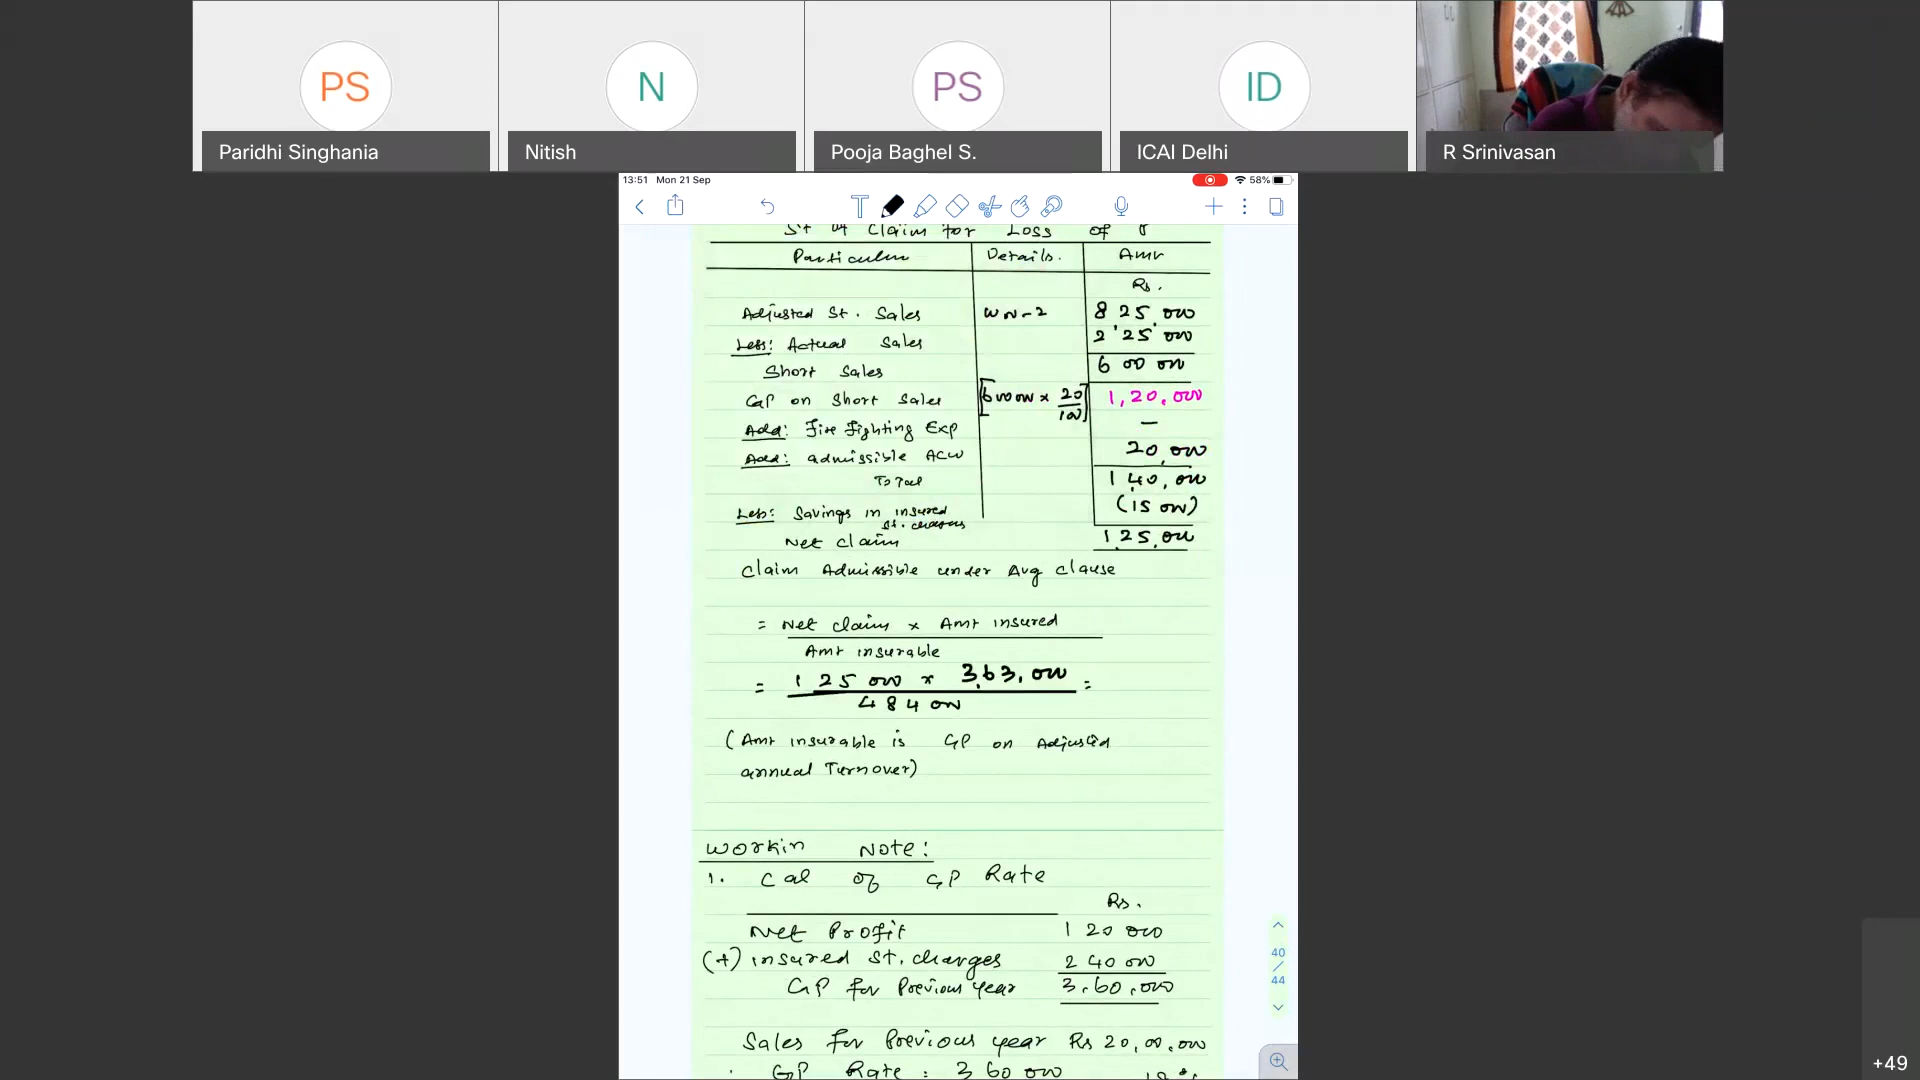 PS
N
PS
ID
Paridhi Singhania
Nitish
Pooja Baghel S.
ICAI Delhi
R Srinivasan
13:51 Mon 21 Sep
58%
St of Claim for Loss of P
Particulm Details. Amt
Rs.
Adjusted St. Sales WN-2 8 25,000
Less: Actual Sales 2'25'000
Short Sales 6 00 000
GP on Short Sales [600000 x 20/100] 1,20,000
Add: Fire fighting Exp —
Add: admissible ACW 20,000
Total 1,40,000
Less: Savings in insured St. charges (15 000)
Net claim 1,25,000
Claim Admissible under Avg clause
= Net claim x Amt insured
Amt insurable
= 1 25 000 x 3,63,000 =
4 84 000
(Amt insurable is GP on Adjusted
annual Turnover)
Workin Note:
1. Cal of GP Rate
Rs.
Net Profit 1 20 000
(+) insured St. charges 2 40 000
GP for Previous year 3,60,000
Sales for Previous year Rs 20,00,000
GP Rate = 3 60 000
40
/
44
+49